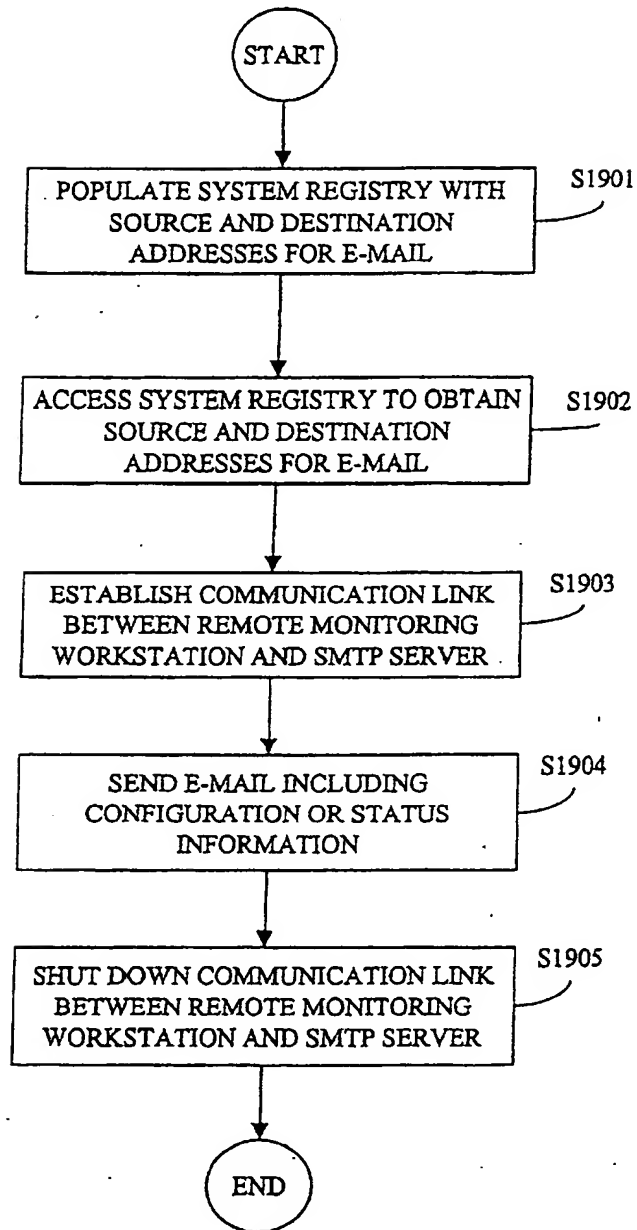 START
POPULATE SYSTEM REGISTRY WITH
SOURCE AND DESTINATION
ADDRESSES FOR E-MAIL
S1901
ACCESS SYSTEM REGISTRY TO OBTAIN
SOURCE AND DESTINATION
ADDRESSES FOR E-MAIL
S1902
ESTABLISH COMMUNICATION LINK
BETWEEN REMOTE MONITORING
WORKSTATION AND SMTP SERVER
S1903
SEND E-MAIL INCLUDING
CONFIGURATION OR STATUS
INFORMATION
S1904
SHUT DOWN COMMUNICATION LINK
BETWEEN REMOTE MONITORING
WORKSTATION AND SMTP SERVER
S1905
END